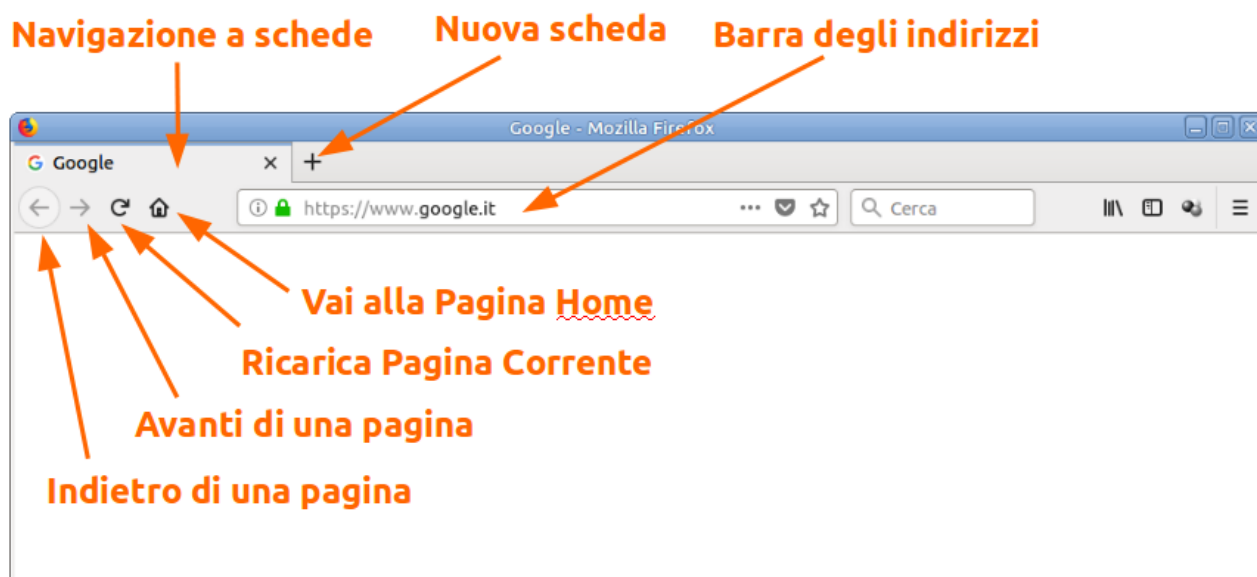 Navigazione a schede
Nuova scheda
Barra degli indirizzi
Google - Mozilla Firefox
Google
https://www.google.it
Cerca
Vai alla Pagina Home
Ricarica Pagina Corrente
Avanti di una pagina
Indietro di una pagina